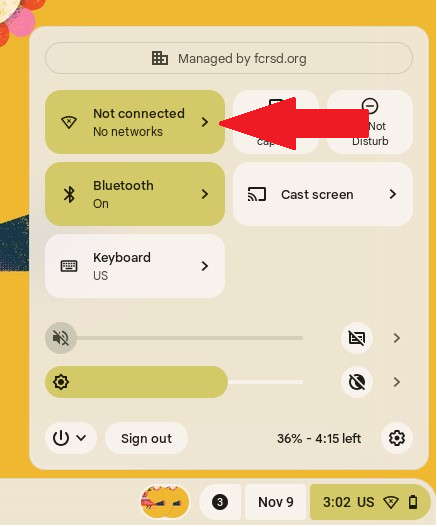 Managed by fcrsd.org
Not connected
No networks
Not
Disturb
Bluetooth
On
Cast screen
Keyboard
US
Sign out
36% - 4:15 left
3
Nov 9
3:02 US